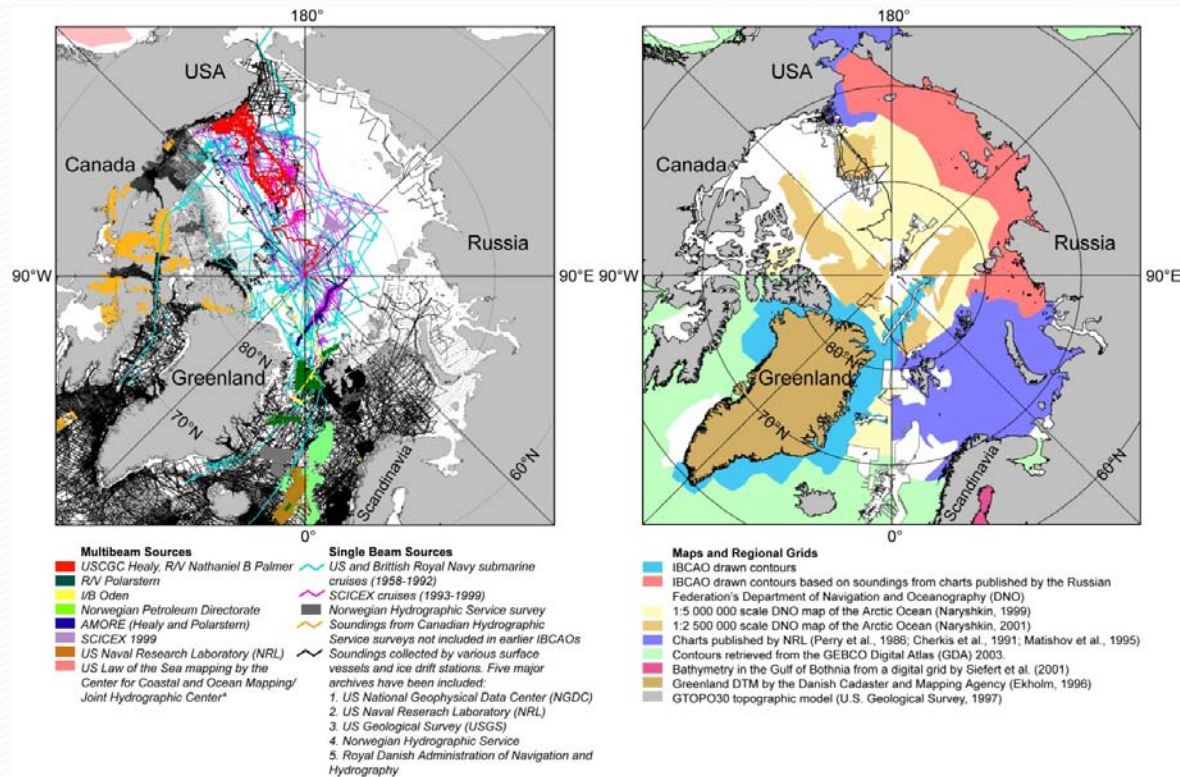 180°
USA
Canada
Russia
90°W
90°E
80°N
Greenland
70°N
Scandinavia
60°N
0°
Multibeam Sources
USCGC Healy, R/V Nathaniel B Palmer
R/V Polarstern
I/B Oden
Norwegian Petroleum Directorate
AMORE (Healy and Polarstern)
SCICEX 1999
US Naval Research Laboratory (NRL)
US Law of the Sea mapping by the
Center for Coastal and Ocean Mapping/
Joint Hydrographic Center*
Single Beam Sources
US and Brittish Royal Navy submarine
cruises (1958-1992)
SCICEX cruises (1993-1999)
Norwegian Hydrographic Service survey
Soundings from Canadian Hydrographic
Service surveys not included in earlier IBCAOs
Soundings collected by various surface
vessels and ice drift stations. Five major
archives have been included:
1. US National Geophysical Data Center (NGDC)
2. US Naval Reserach Laboratory (NRL)
3. US Geological Survey (USGS)
4. Norwegian Hydrographic Service
5. Royal Danish Administration of Navigation and
Hydrography
180°
USA
Canada
Russia
90°W
90°E
80°N
Greenland
70°N
Scandinavia
60°N
0°
Maps and Regional Grids
IBCAO drawn contours
IBCAO drawn contours based on soundings from charts published by the Russian
Federation's Department of Navigation and Oceanography (DNO)
1:5 000 000 scale DNO map of the Arctic Ocean (Naryshkin, 1999)
1:2 500 000 scale DNO map of the Arctic Ocean (Naryshkin, 2001)
Charts published by NRL (Perry et al., 1986; Cherkis et al., 1991; Matishov et al., 1995)
Contours retrieved from the GEBCO Digital Atlas (GDA) 2003.
Bathymetry in the Gulf of Bothnia from a digital grid by Siefert et al. (2001)
Greenland DTM by the Danish Cadaster and Mapping Agency (Ekholm, 1996)
GTOPO30 topographic model (U.S. Geological Survey, 1997)